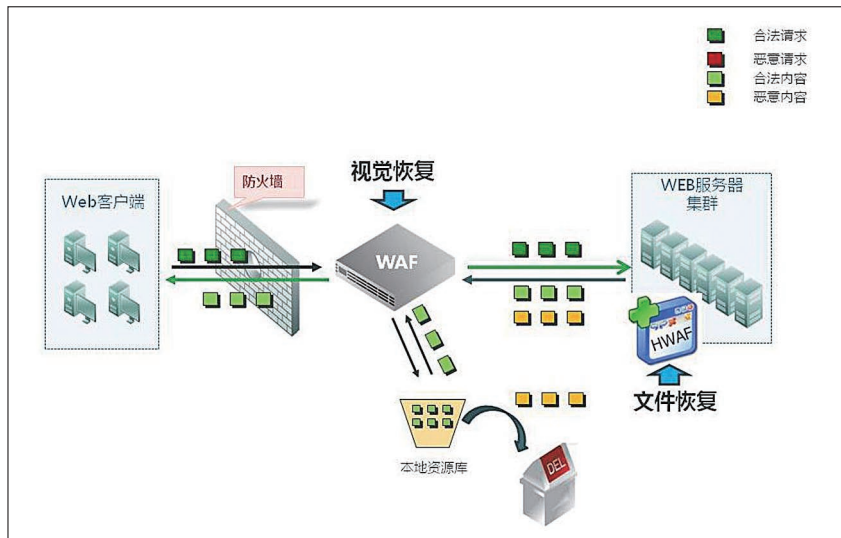 合法请求
恶意请求
合法内容
恶意内容
防火墙
视觉恢复
Web客户端
WEB服务器
集群
WAF
HWAF
文件恢复
本地资源库
DEL